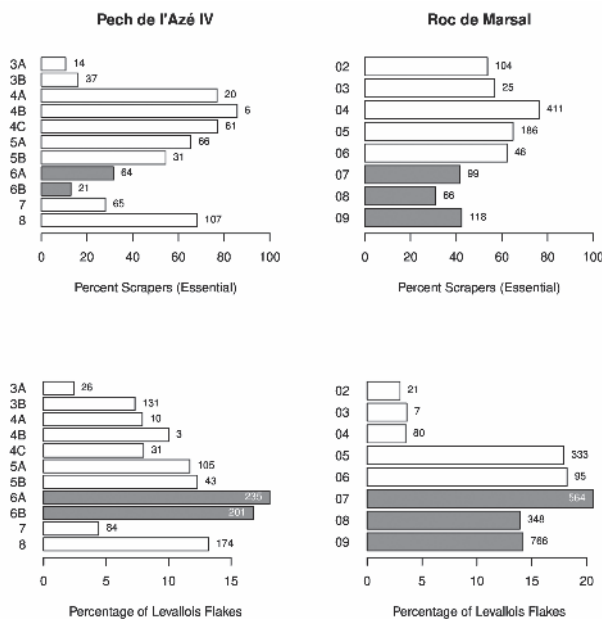 Pech de l'Azé IV
Roc de Marsal
3A 14
3B 37
4A 20
4B 6
4C 61
5A 66
5B 31
6A 64
6B 21
7 65
8 107
0 20 40 60 80 100
Percent Scrapers (Essential)
02 104
03 25
04 411
05 186
06 46
07 99
08 66
09 118
0 20 40 60 80 100
Percent Scrapers (Essential)
3A 26
3B 131
4A 10
4B 3
4C 31
5A 105
5B 43
6A 235
6B 201
7 84
8 174
0 5 10 15
Percentage of Levallois Flakes
02 21
03 7
04 80
05 333
06 95
07 564
08 348
09 766
0 5 10 15 20
Percentage of Levallois Flakes